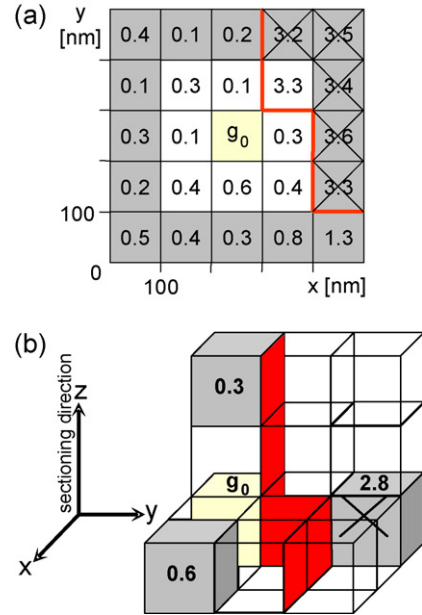 (a)
y
[nm]
0.4 0.1 0.2 3.2 3.5
0.1 0.3 0.1 3.3 3.4
0.3 0.1 g0 0.3 3.6
0.2 0.4 0.6 0.4 3.3
100
0.5 0.4 0.3 0.8 1.3
0
100 x [nm]
(b)
sectioning direction
z
y
x
0.3
g0
2.8
0.6